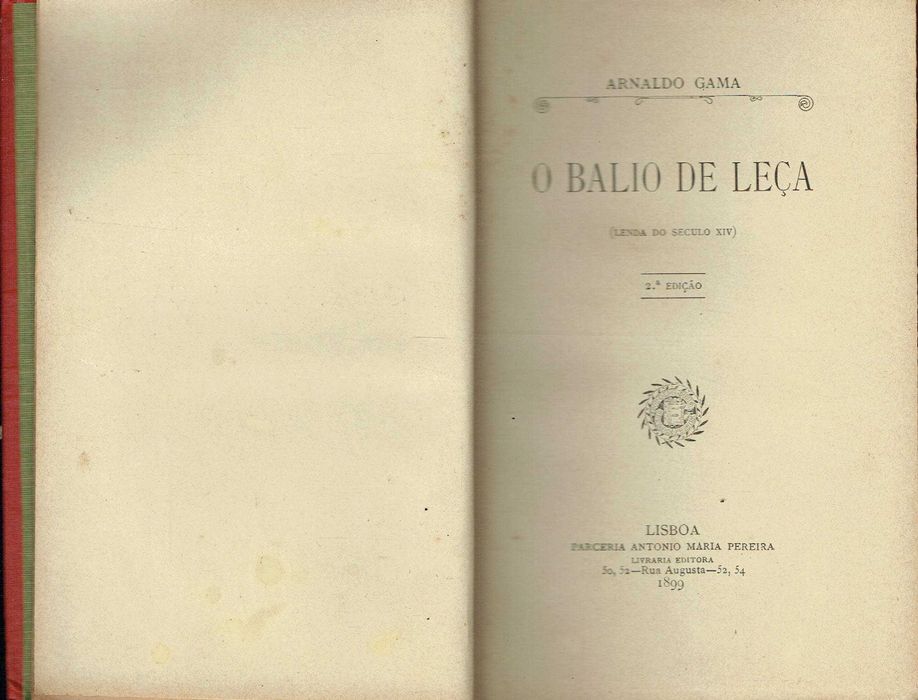 ARNALDO GAMA
O BALIO DE LEÇA
(LENDA DO SECULO XIV)
2.ª EDIÇÃO
LISBOA
PARCERIA ANTONIO MARIA PEREIRA
LIVRARIA EDITORA
50, 52—Rua Augusta—52, 54
1899